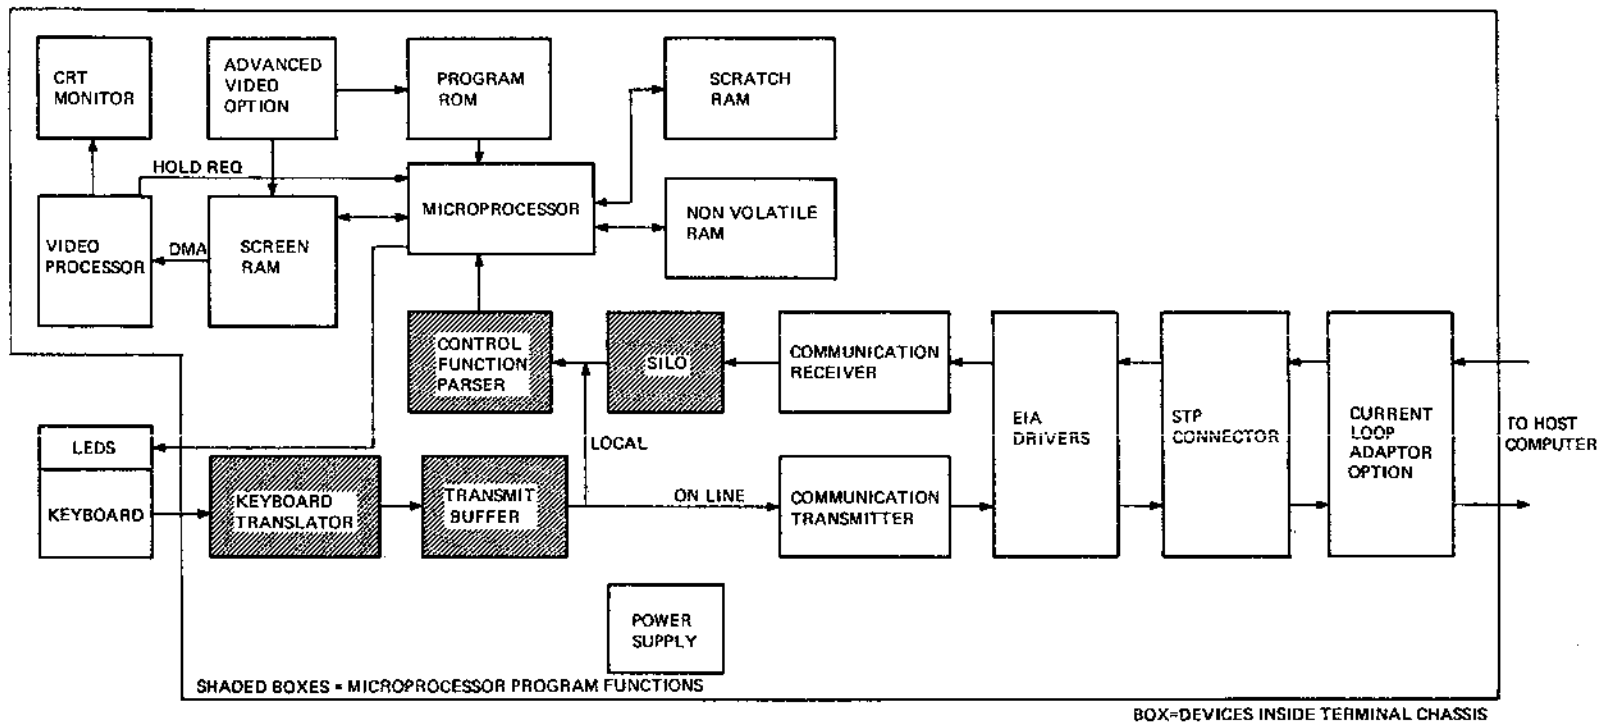 CRT
MONITOR
ADVANCED
VIDEO
OPTION
PROGRAM
ROM
SCRATCH
RAM
HOLD REQ
MICROPROCESSOR
NON VOLATILE
RAM
VIDEO
PROCESSOR
DMA
SCREEN
RAM
CONTROL
FUNCTION
PARSER
SILO
COMMUNICATION
RECEIVER
EIA
DRIVERS
STP
CONNECTOR
CURRENT
LOOP
ADAPTOR
OPTION
TO HOST
COMPUTER
LEDS
KEYBOARD
KEYBOARD
TRANSLATOR
TRANSMIT
BUFFER
LOCAL
ON LINE
COMMUNICATION
TRANSMITTER
POWER
SUPPLY
SHADED BOXES = MICROPROCESSOR PROGRAM FUNCTIONS
BOX=DEVICES INSIDE TERMINAL CHASSIS